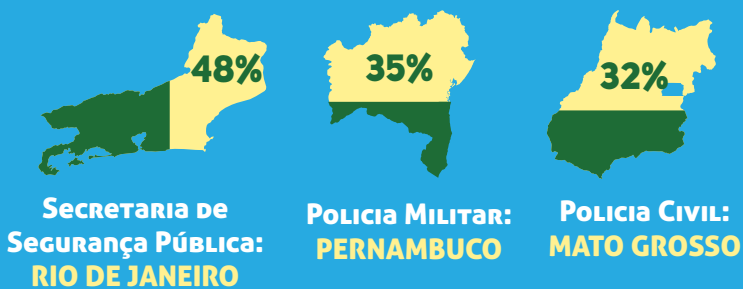 48%
35%
32%
Secretaria de
Segurança Pública:
RIO DE JANEIRO
Policia Militar:
PERNAMBUCO
Policia Civil:
MATO GROSSO